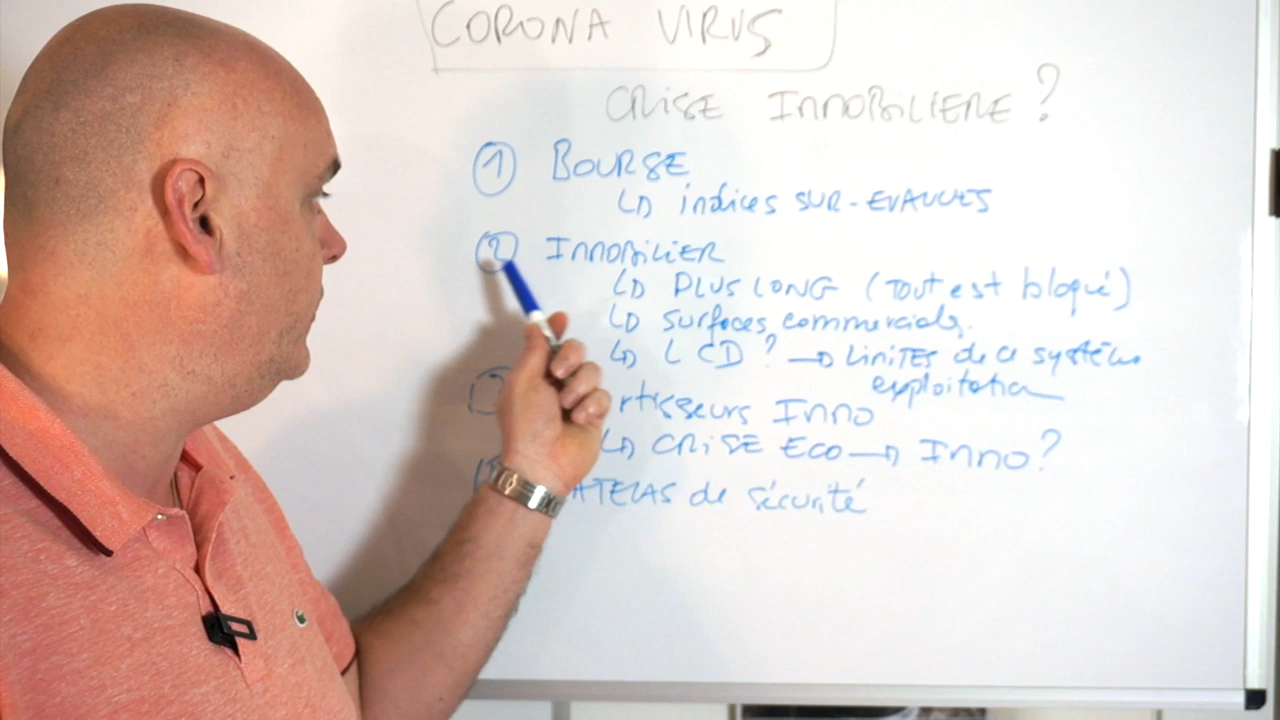 CORONA VIRUS
CRISE IMMOBILIERE ?
1 BOURSE
↳ indices SUR-EVALUES
2 IMMOBILIER
↳ PLUS LONG (Tout est bloqué)
↳ surfaces commerciales.
↳ LCD ? → LIMITES de ce système
exploitation
rtisseurs Immo
↳ CRISE ECO → Immo ?
ATELAS de sécurité